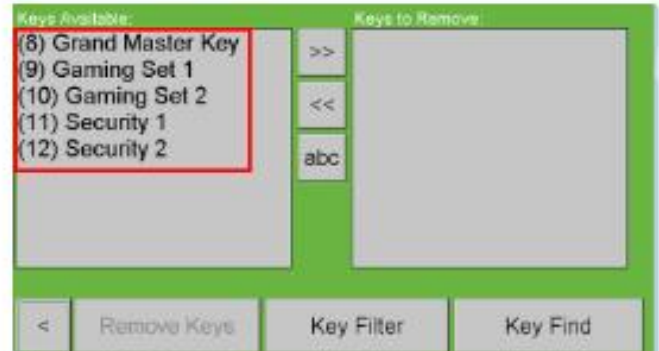 Keys Available:
Keys to Remove:
(8) Grand Master Key
(9) Gaming Set 1
(10) Gaming Set 2
(11) Security 1
(12) Security 2
>>
<<
abc
<
Remove Keys
Key Filter
Key Find